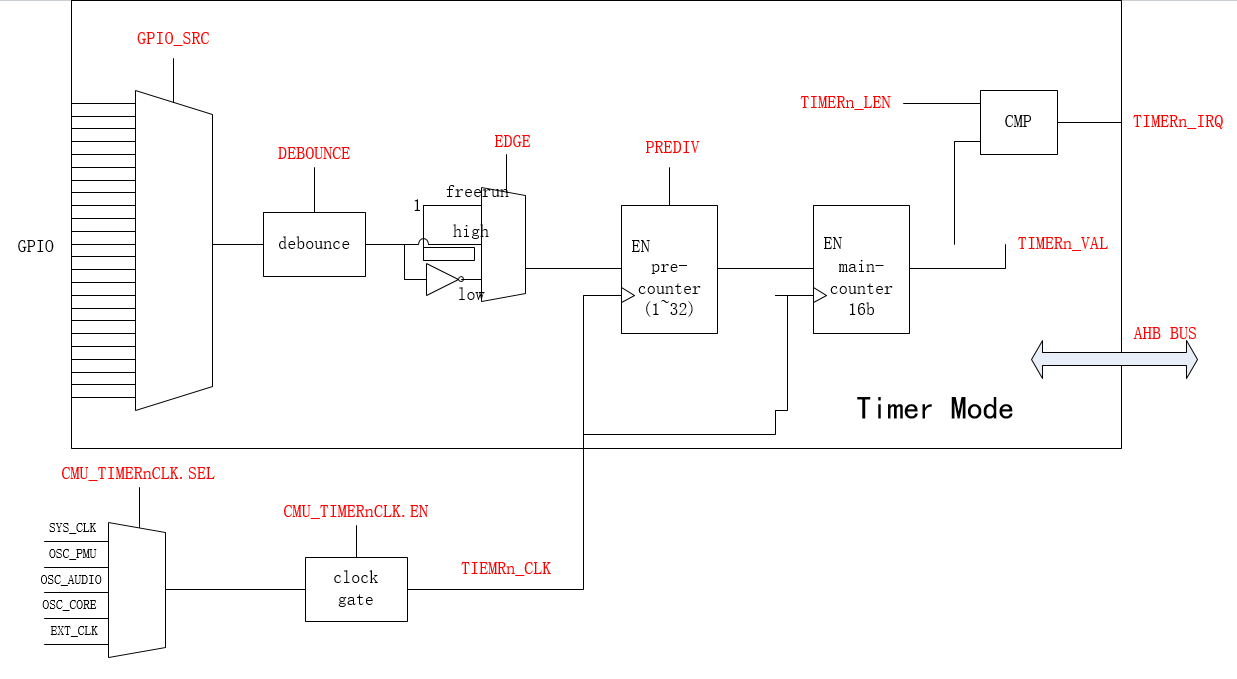 GPIO_SRC
TIMERn_LEN
CMP
TIMERn_IRQ
EDGE
PREDIV
DEBOUNCE
freerun
1
high
low
GPIO
debounce
EN
pre-
counter
(1~32)
EN
main-
counter
16b
TIMERn_VAL
AHB BUS
Timer Mode
CMU_TIMERnCLK.SEL
CMU_TIMERnCLK.EN
SYS_CLK
OSC_PMU
OSC_AUDIO
OSC_CORE
EXT_CLK
clock
gate
TIEMRn_CLK